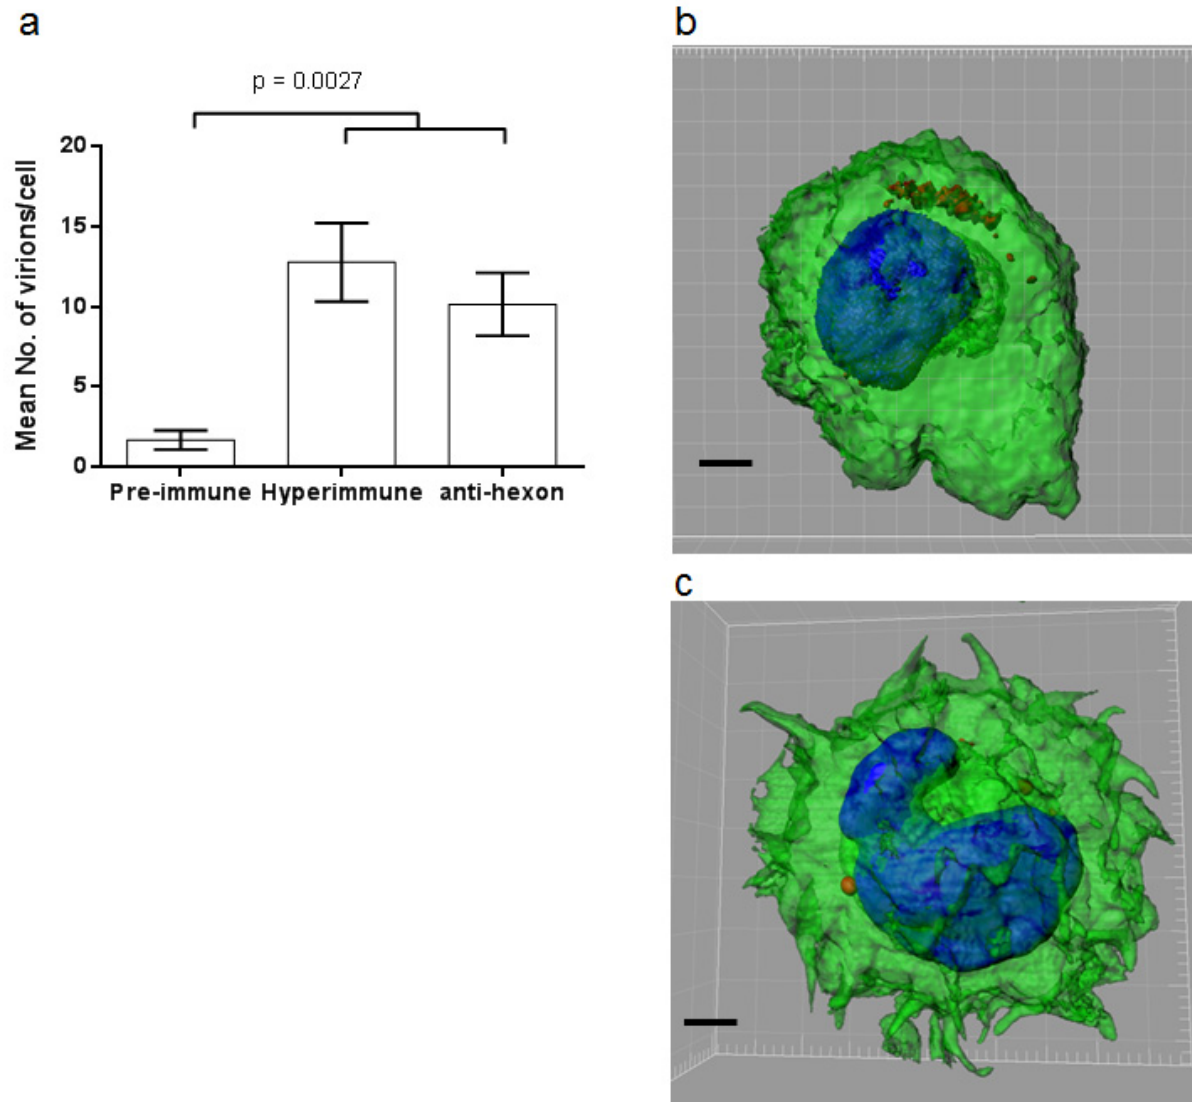 a
p = 0.0027
Mean No. of virions/cell
20
15
10
5
0
Pre-immune Hyperimmune anti-hexon
b
c